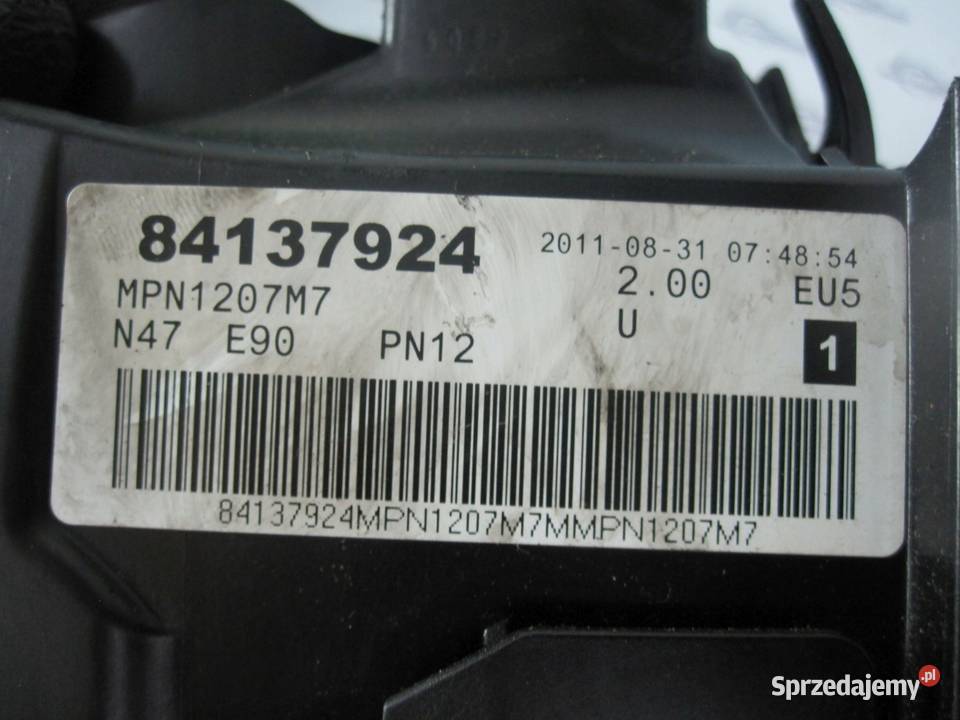 84137924 2011-08-31 07:48:54
MPN1207M7 2.00 EU5
N47 E90 PN12 U 1
84137924MPN1207M7MMPN1207M7
Sprzedajemy.pl